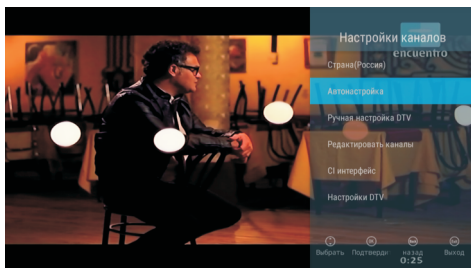 Настройки каналов
encuentro
Страна(Россия)
Автонастройка
Ручная настройка DTV
Редактировать каналы
CI интерфейс
Настройки DTV
Выбрать Подтверди назад Выход
0:25